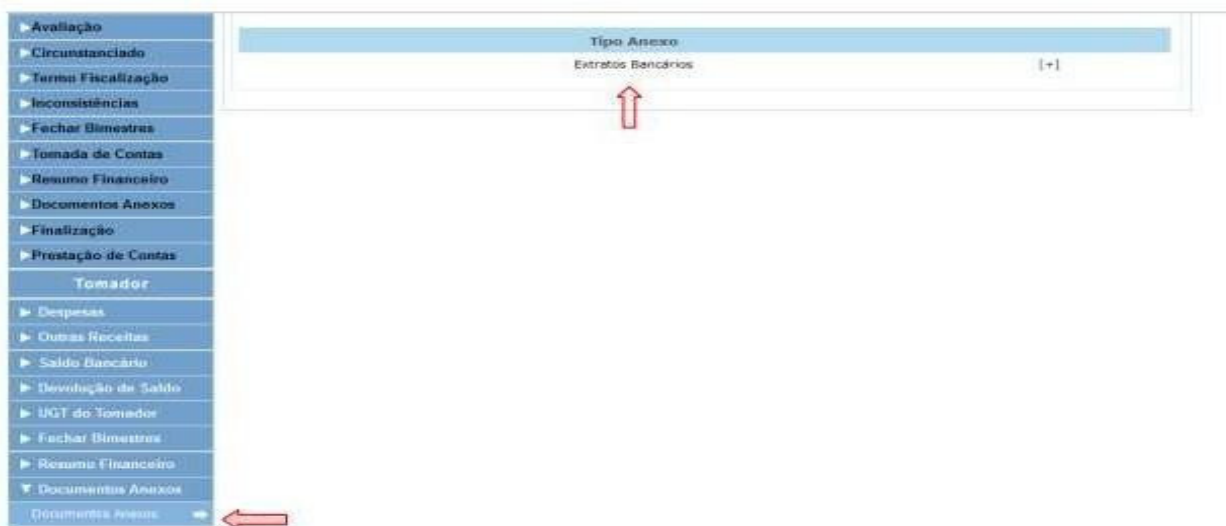 Avaliação
Circunstanciado
Termo Fiscalização
Inconsistências
Fechar Bimestres
Tomada de Contas
Resumo Financeiro
Documentos Anexos
Finalização
Prestação de Contas
Tomador
Despesas
Outras Receitas
Saldo Bancário
Devolução de Saldo
UGT do Tomador
Fechar Bimestres
Resumo Financeiro
Documentos Anexos
Documentos Anexos
Tipo Anexo
Extratos Bancários [+]